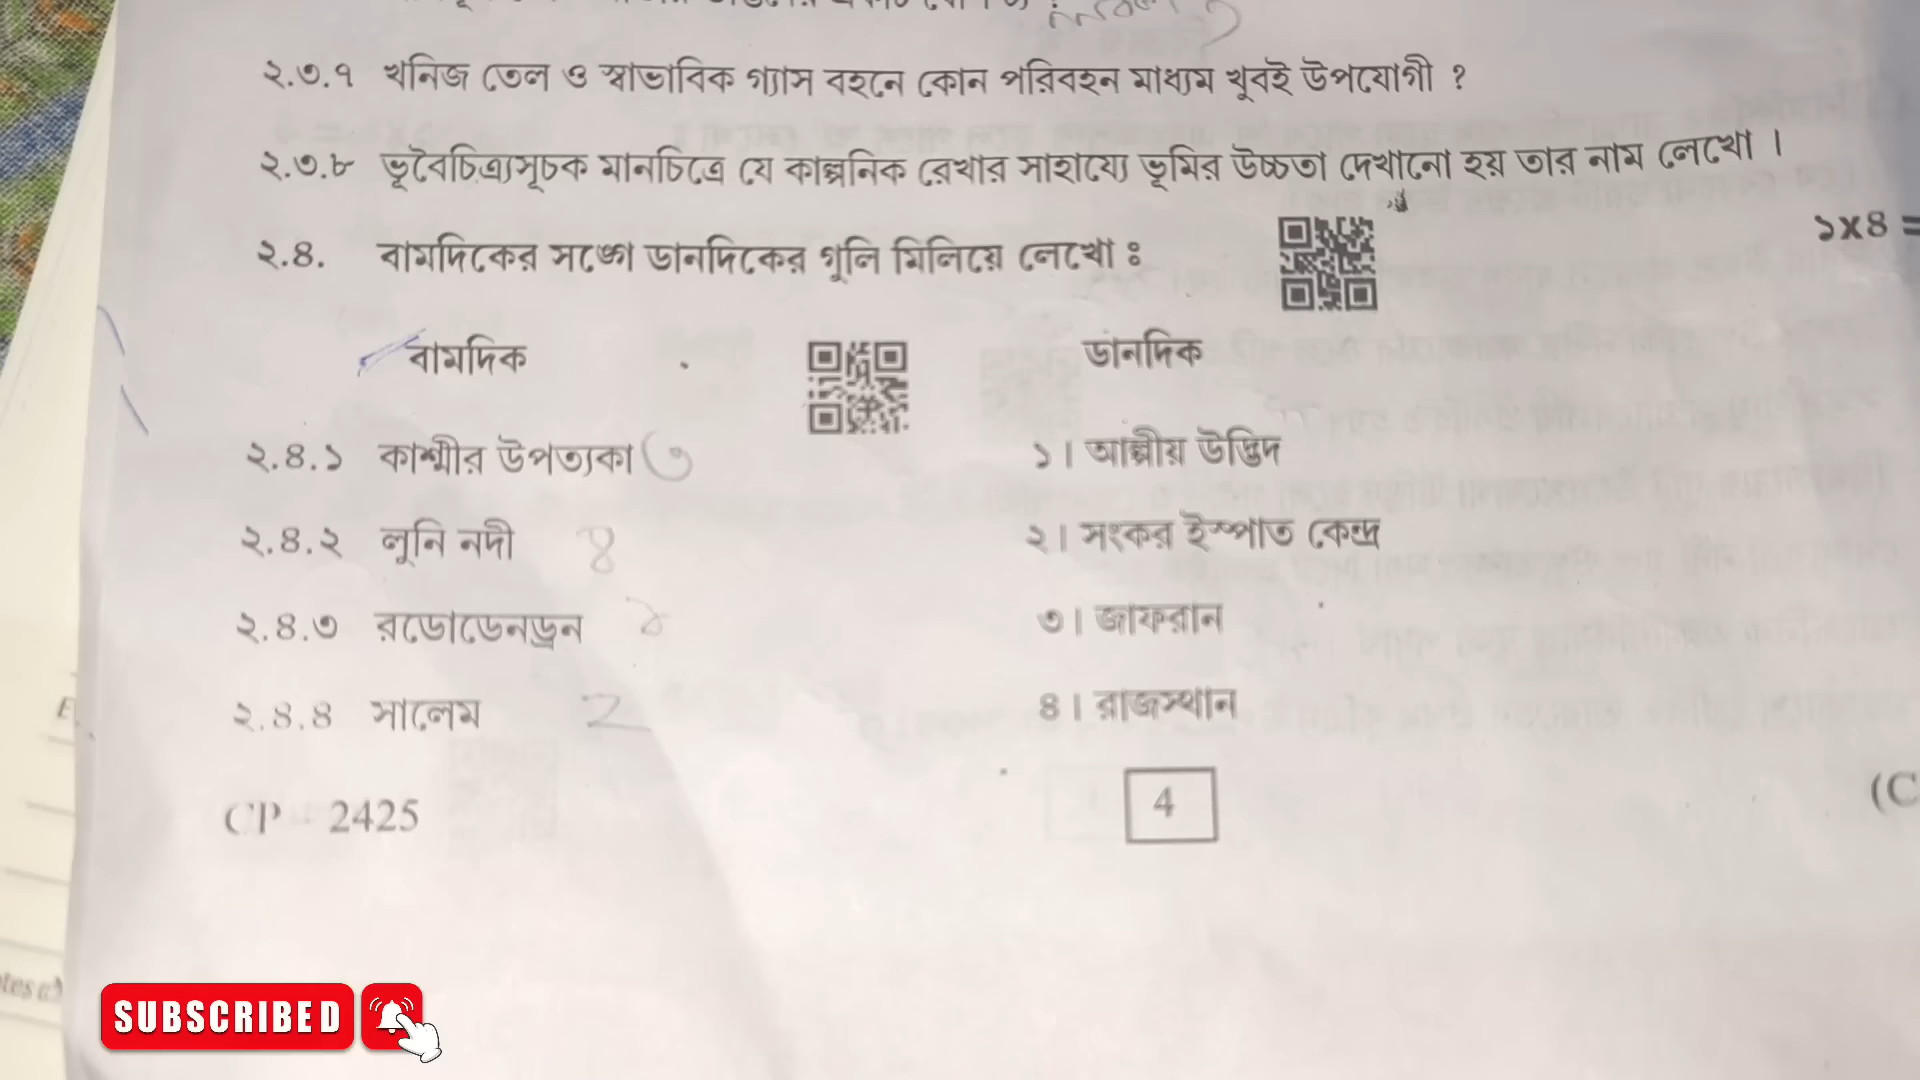 ২.৩.৭ খনিজ তেল ও স্বাভাবিক গ্যাস বহনে কোন পরিবহন মাধ্যম খুবই উপযোগী ?
২.৩.৮ ভূবৈচিত্র্যসূচক মানচিত্রে যে কাল্পনিক রেখার সাহায্যে ভূমির উচ্চতা দেখানো হয় তার নাম লেখো ।
২.৪. বামদিকের সঙ্গে ডানদিকের গুলি মিলিয়ে লেখো ঃ ১x৪ =
বামদিক ডানদিক
২.৪.১ কাশ্মীর উপত্যকা ৩ ১। আল্পীয় উদ্ভিদ
২.৪.২ লুনি নদী 8 ২। সংকর ইস্পাত কেন্দ্র
২.৪.৩ রডোডেনড্রন ৩। জাফরান
২.৪.৪ সালেম 2 ৪। রাজস্থান
CP 2425 4 (C
SUBSCRIBED